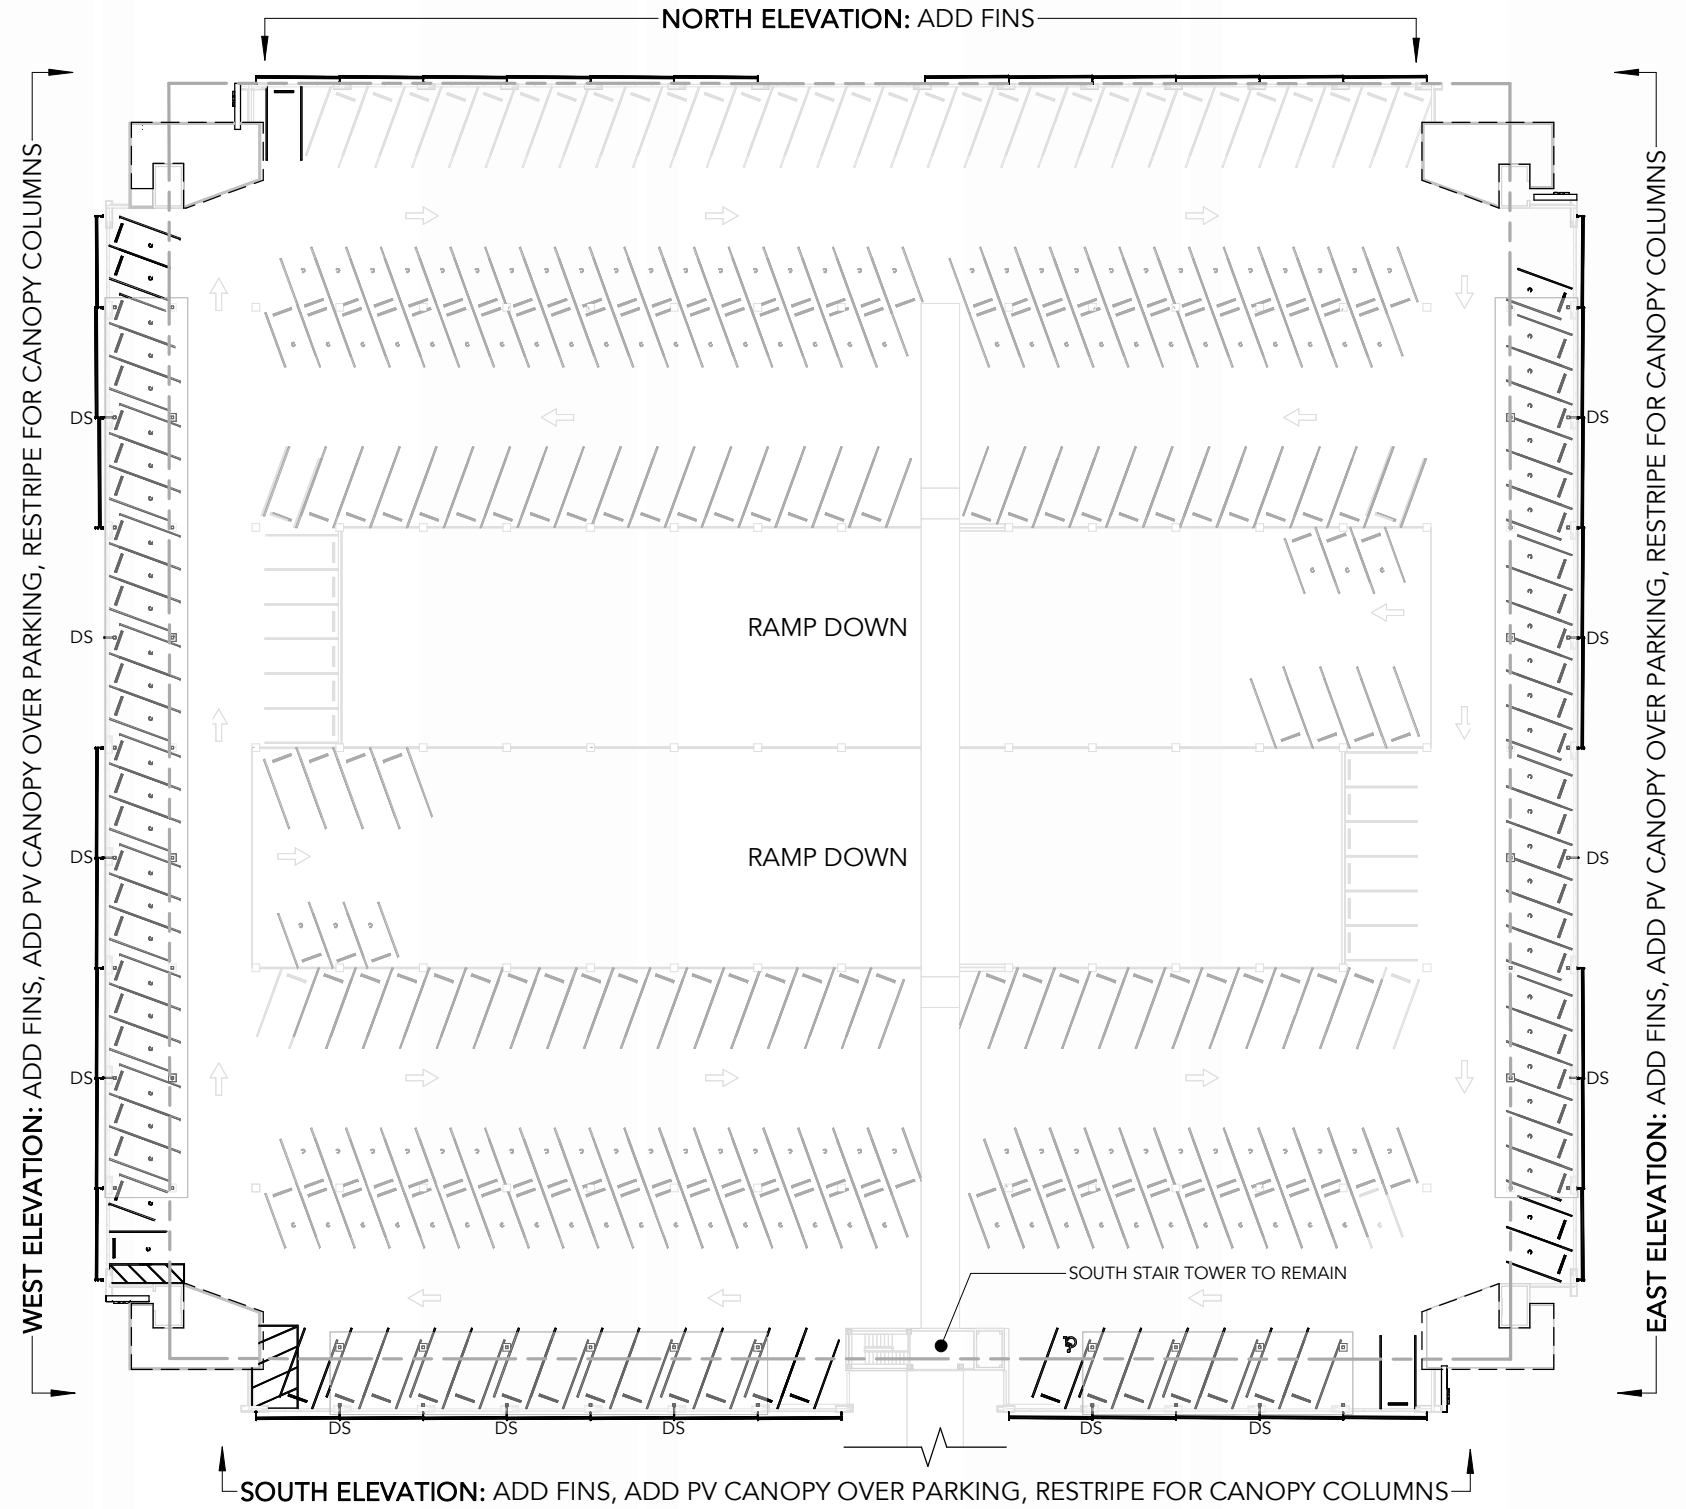 NORTH ELEVATION: ADD FINS
WEST ELEVATION: ADD FINS, ADD PV CANOPY OVER PARKING, RESTRIPE FOR CANOPY COLUMNS
EAST ELEVATION: ADD FINS, ADD PV CANOPY OVER PARKING, RESTRIPE FOR CANOPY COLUMNS
DS
DS
DS
DS
RAMP DOWN
DS
DS
RAMP DOWN
DS
DS
SOUTH STAIR TOWER TO REMAIN
DS
DS
DS
DS
DS
SOUTH ELEVATION: ADD FINS, ADD PV CANOPY OVER PARKING, RESTRIPE FOR CANOPY COLUMNS